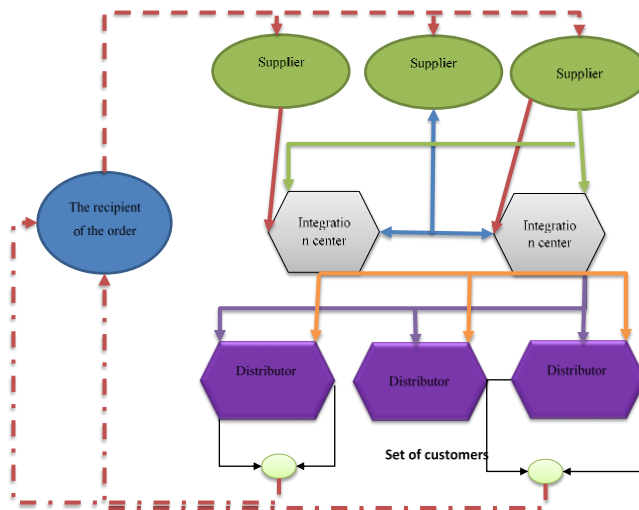 Supplier
Supplier
Supplier
The recipient
of the order
Integratio
n center
Integratio
n center
Distributor
Distributor
Distributor
Set of customers